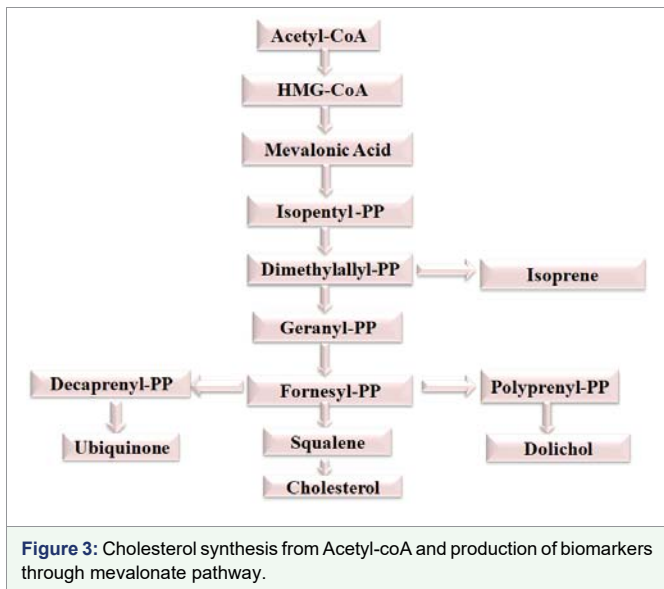 Acetyl-CoA
HMG-CoA
Mevalonic Acid
Isopentyl-PP
Dimethylallyl-PP
Isoprene
Geranyl-PP
Decaprenyl-PP
Fornesyl-PP
Polyprenyl-PP
Ubiquinone
Squalene
Dolichol
Cholesterol
Figure 3: Cholesterol synthesis from Acetyl-coA and production of biomarkers
through mevalonate pathway.